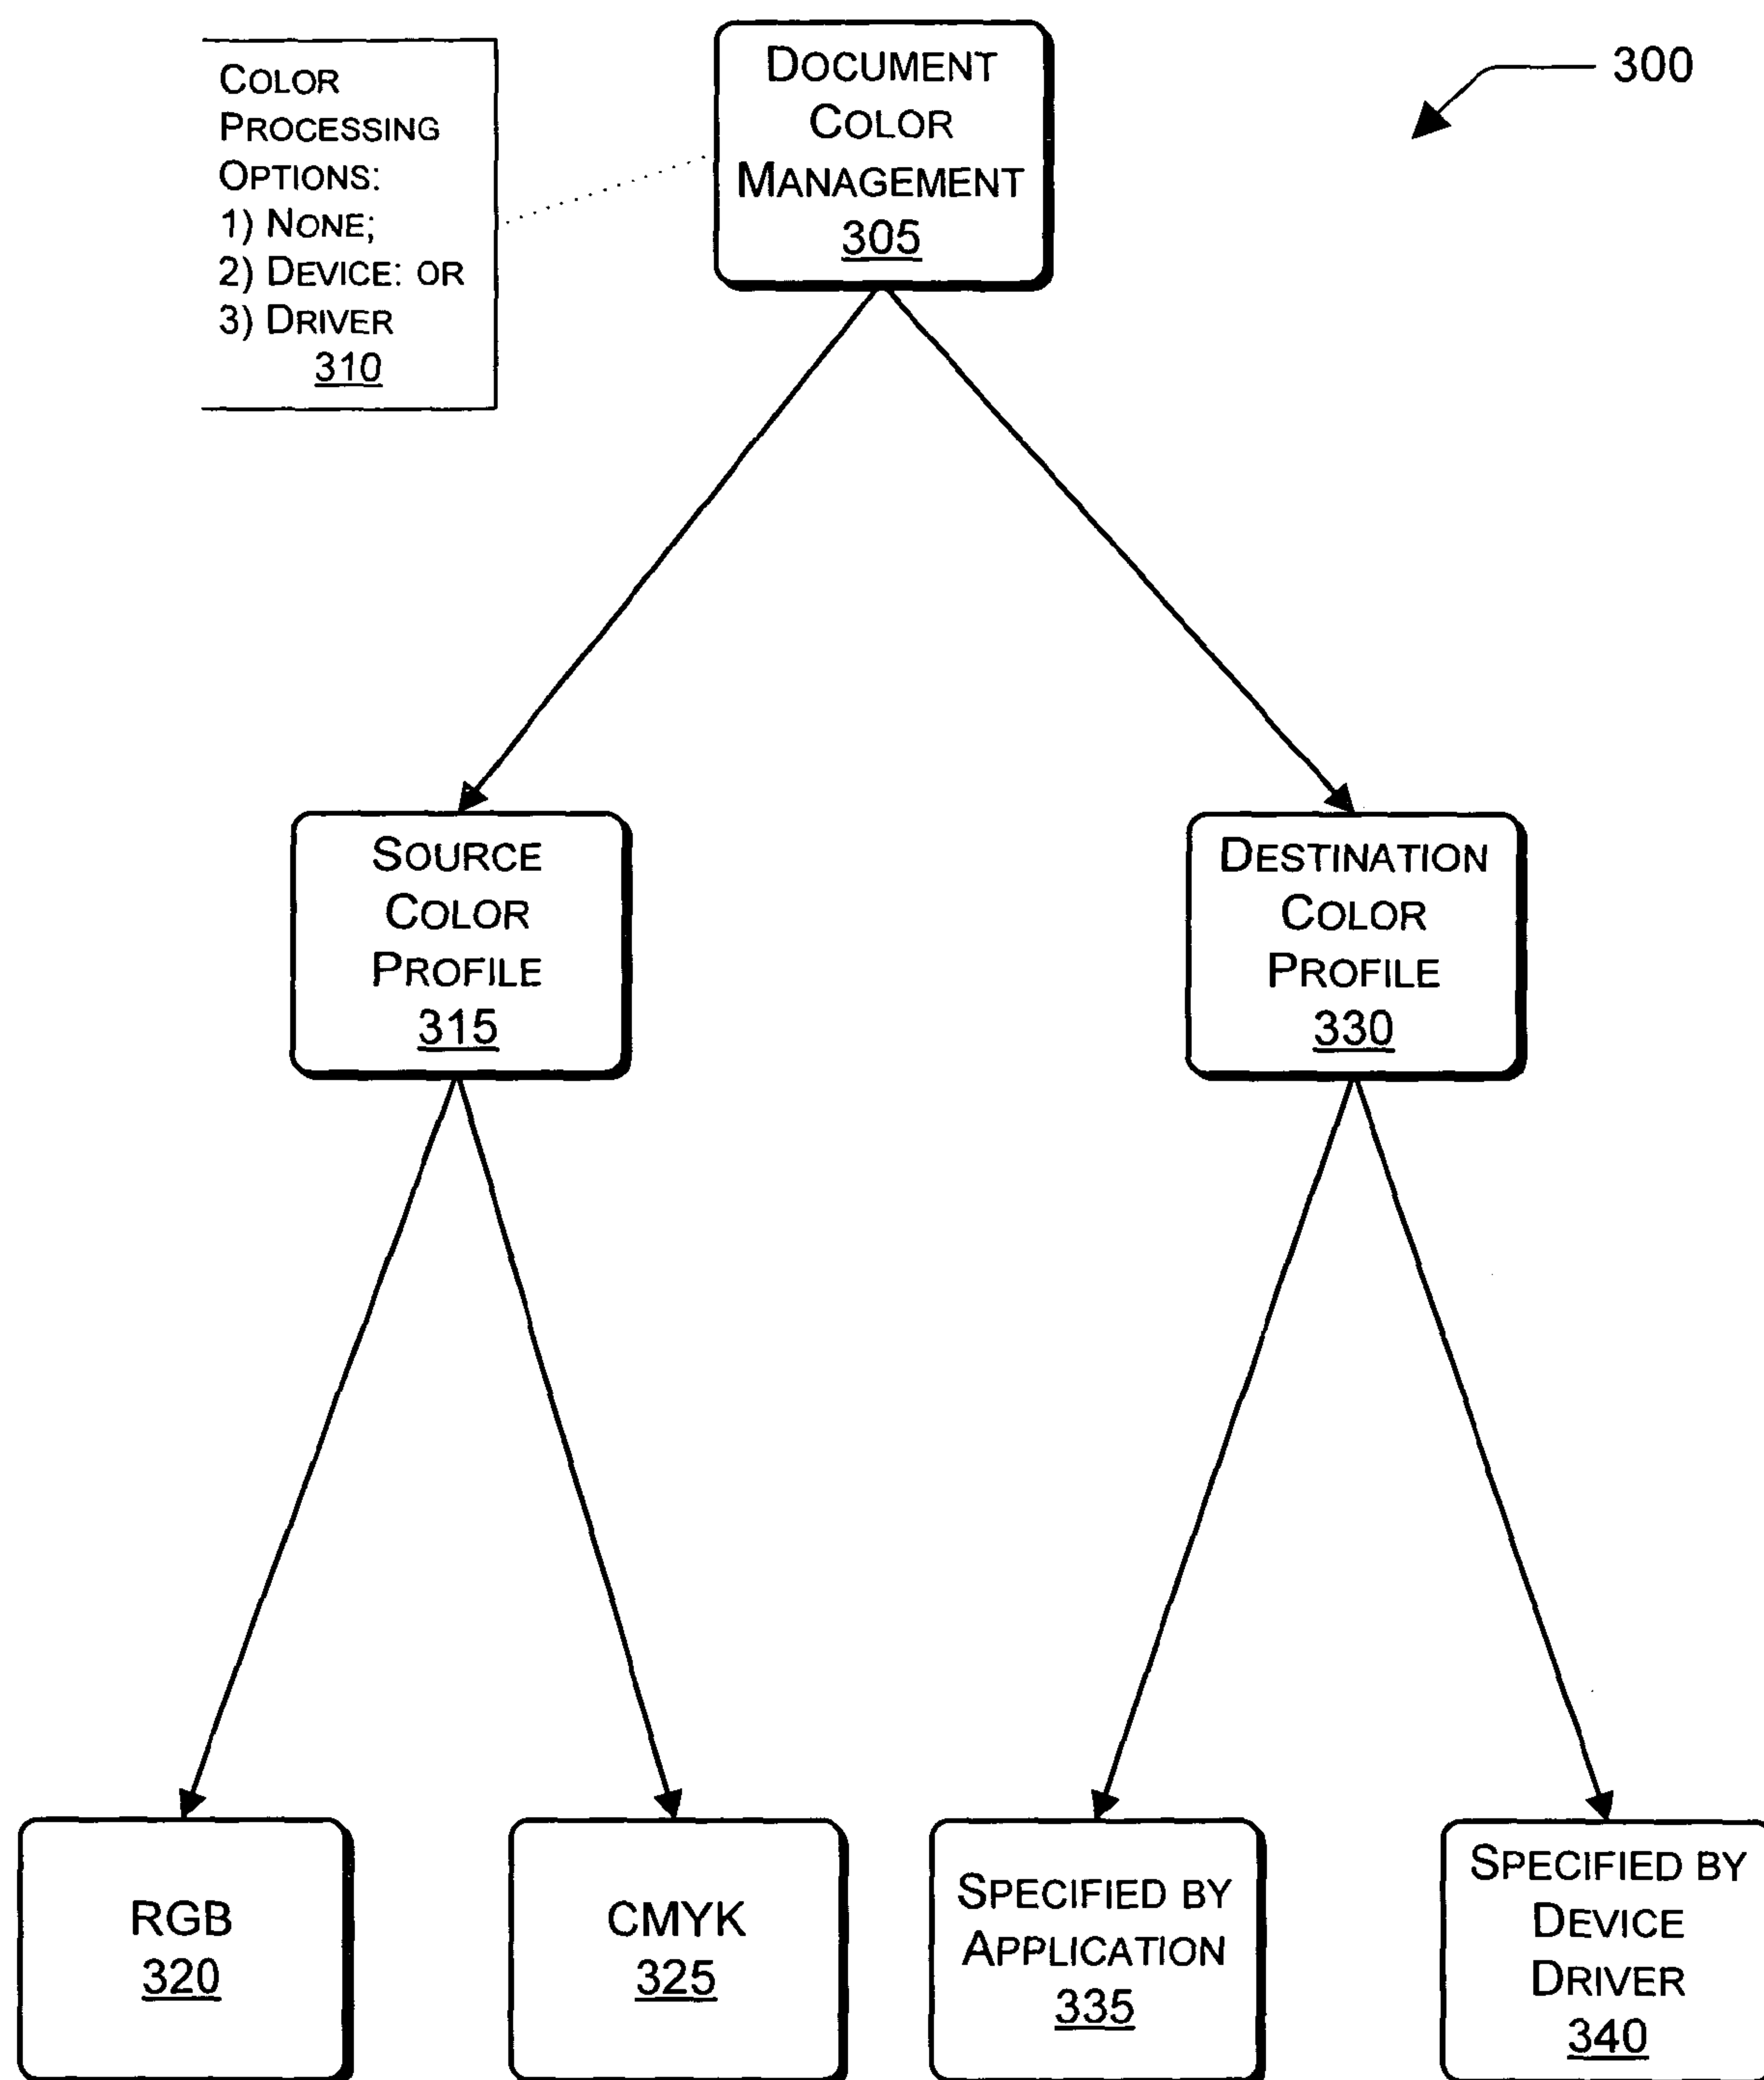 300
COLOR
PROCESSING
OPTIONS:
1) NONE;
2) DEVICE: OR
3) DRIVER
310
DOCUMENT
COLOR
MANAGEMENT
305
SOURCE
COLOR
PROFILE
315
DESTINATION
COLOR
PROFILE
330
RGB
320
CMYK
325
SPECIFIED BY
APPLICATION
335
SPECIFIED BY
DEVICE
DRIVER
340